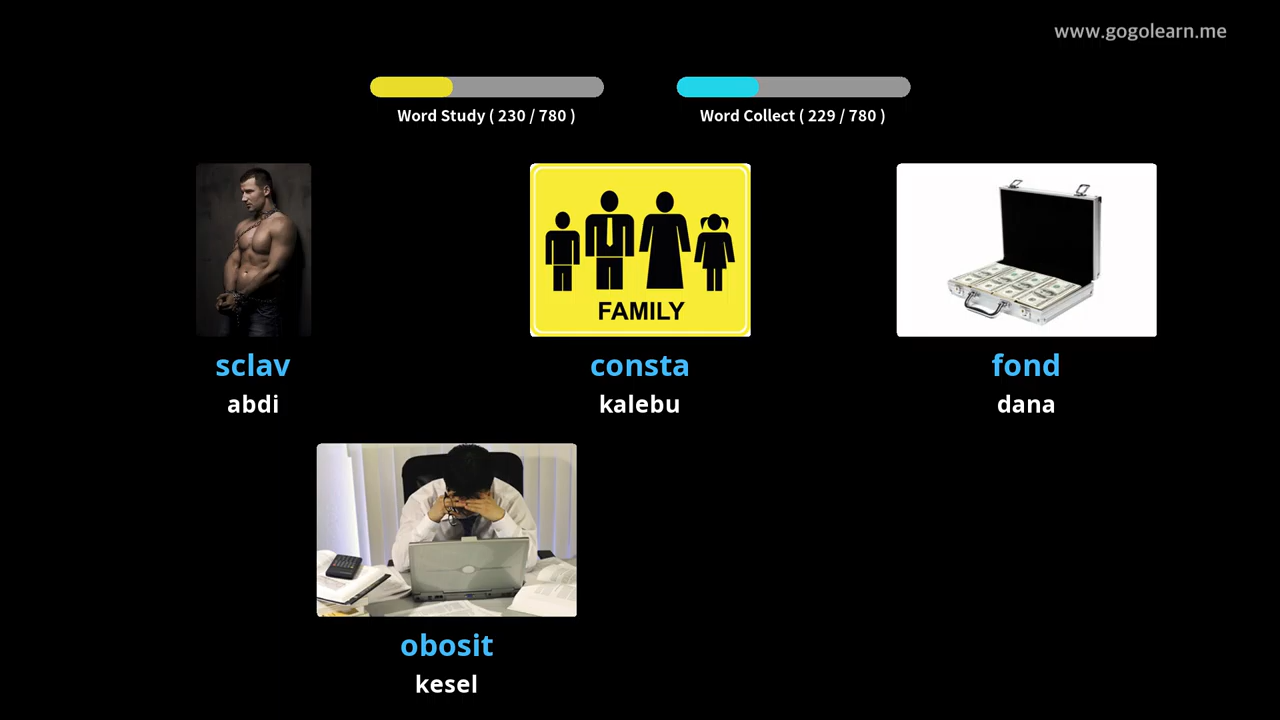 www.gogolearn.me
Word Study ( 230 / 780 )
Word Collect ( 229 / 780 )
FAMILY
sclav
abdi
consta
kalebu
fond
dana
obosit
kesel